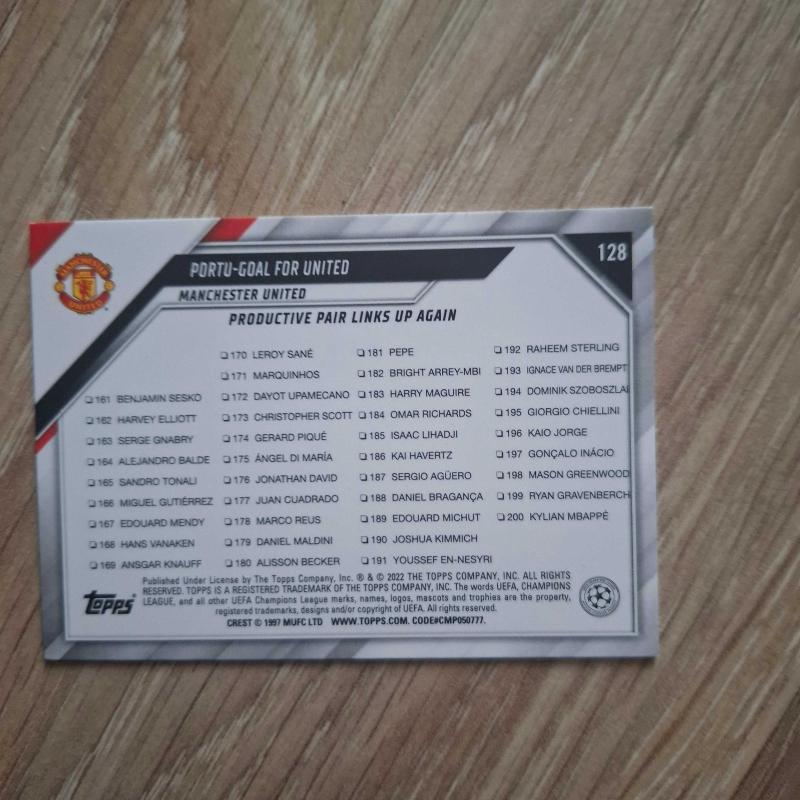 MANCHESTER
UNITED
128
PORTU-GOAL FOR UNITED
MANCHESTER UNITED
PRODUCTIVE PAIR LINKS UP AGAIN
❏ 161 BENJAMIN SESKO
❏ 162 HARVEY ELLIOTT
❏ 163 SERGE GNABRY
❏ 164 ALEJANDRO BALDE
❏ 165 SANDRO TONALI
❏ 166 MIGUEL GUTIÉRREZ
❏ 167 EDOUARD MENDY
❏ 168 HANS VANAKEN
❏ 169 ANSGAR KNAUFF
❏ 170 LEROY SANÉ
❏ 171 MARQUINHOS
❏ 172 DAYOT UPAMECANO
❏ 173 CHRISTOPHER SCOTT
❏ 174 GERARD PIQUÉ
❏ 175 ÁNGEL DI MARÍA
❏ 176 JONATHAN DAVID
❏ 177 JUAN CUADRADO
❏ 178 MARCO REUS
❏ 179 DANIEL MALDINI
❏ 180 ALISSON BECKER
❏ 181 PEPE
❏ 182 BRIGHT ARREY-MBI
❏ 183 HARRY MAGUIRE
❏ 184 OMAR RICHARDS
❏ 185 ISAAC LIHADJI
❏ 186 KAI HAVERTZ
❏ 187 SERGIO AGÜERO
❏ 188 DANIEL BRAGANÇA
❏ 189 EDOUARD MICHUT
❏ 190 JOSHUA KIMMICH
❏ 191 YOUSSEF EN-NESYRI
❏ 192 RAHEEM STERLING
❏ 193 IGNACE VAN DER BREMPT
❏ 194 DOMINIK SZOBOSZLAI
❏ 195 GIORGIO CHIELLINI
❏ 196 KAIO JORGE
❏ 197 GONÇALO INÁCIO
❏ 198 MASON GREENWOOD
❏ 199 RYAN GRAVENBERCH
❏ 200 KYLIAN MBAPPÉ
Topps
Published Under License by The Topps Company, Inc. ® & © 2022 THE TOPPS COMPANY, INC. ALL RIGHTS
RESERVED. TOPPS IS A REGISTERED TRADEMARK OF THE TOPPS COMPANY, INC. The words UEFA, CHAMPIONS
LEAGUE, and all other UEFA Champions League marks, names, logos, mascots and trophies are the property,
registered trademarks, designs and/or copyright of UEFA. All rights reserved.
CREST © 1997 MUFC LTD WWW.TOPPS.COM. CODE#CMP050777.